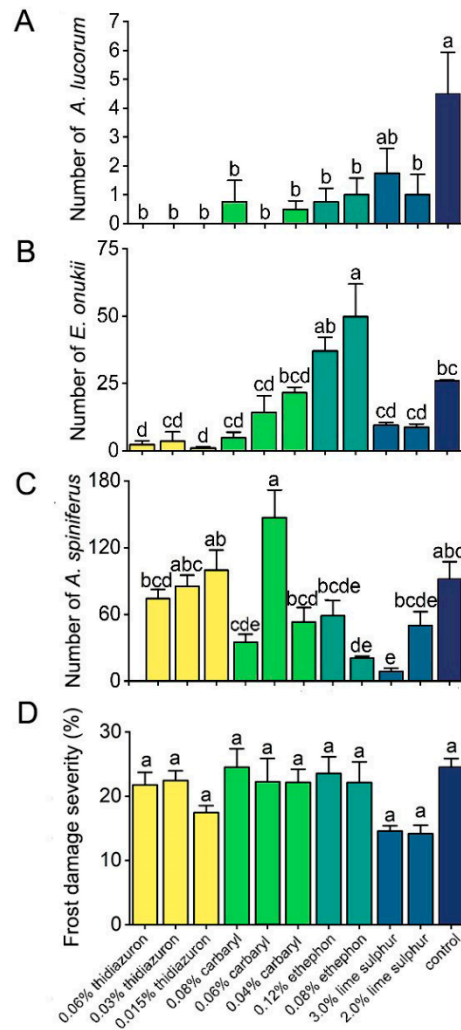 A
Number of A. lucorum
7
6
5
4
3
2
1
0
b b b b b b b b ab b a
B
Number of E. onukii
75
50
25
0
d cd d cd cd bcd ab a cd cd bc
C
Number of A. spiniferus
180
120
60
0
bcd abc ab cde a bcd bcde de e bcde abc
D
Frost damage severity (%)
30
20
10
0
a a a a a a a a a a a
0.06% thidiazuron
0.03% thidiazuron
0.015% thidiazuron
0.08% carbaryl
0.06% carbaryl
0.04% carbaryl
0.12% ethephon
0.08% ethephon
3.0% lime sulphur
2.0% lime sulphur
control